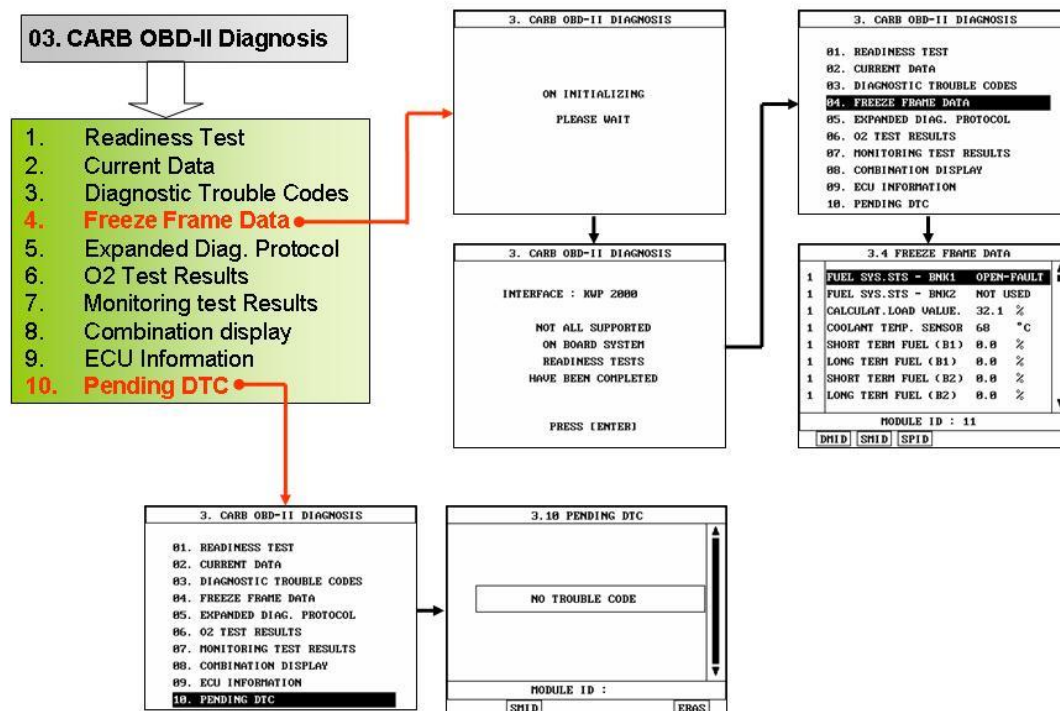 03. CARB OBD-II Diagnosis
1. Readiness Test
2. Current Data
3. Diagnostic Trouble Codes
4. Freeze Frame Data
5. Expanded Diag. Protocol
6. O2 Test Results
7. Monitoring test Results
8. Combination display
9. ECU Information
10. Pending DTC
3. CARB OBD-II DIAGNOSIS
ON INITIALIZING
PLEASE WAIT
3. CARB OBD-II DIAGNOSIS
INTERFACE : KWP 2000
NOT ALL SUPPORTED
ON BOARD SYSTEM
READINESS TESTS
HAVE BEEN COMPLETED
PRESS [ENTER]
3. CARB OBD-II DIAGNOSIS
01. READINESS TEST
02. CURRENT DATA
03. DIAGNOSTIC TROUBLE CODES
04. FREEZE FRAME DATA
05. EXPANDED DIAG. PROTOCOL
06. O2 TEST RESULTS
07. MONITORING TEST RESULTS
08. COMBINATION DISPLAY
09. ECU INFORMATION
10. PENDING DTC
3.4 FREEZE FRAME DATA
1 FUEL SYS.STS - BNK1 OPEN-FAULT
1 FUEL SYS.STS - BNK2 NOT USED
1 CALCULAT.LOAD VALUE. 32.1 %
1 COOLANT TEMP. SENSOR 68 °C
1 SHORT TERM FUEL (B1) 0.0 %
1 LONG TERM FUEL (B1) 0.0 %
1 SHORT TERM FUEL (B2) 0.0 %
1 LONG TERM FUEL (B2) 0.0 %
MODULE ID : 11
DMID SMID SPID
3. CARB OBD-II DIAGNOSIS
01. READINESS TEST
02. CURRENT DATA
03. DIAGNOSTIC TROUBLE CODES
04. FREEZE FRAME DATA
05. EXPANDED DIAG. PROTOCOL
06. O2 TEST RESULTS
07. MONITORING TEST RESULTS
08. COMBINATION DISPLAY
09. ECU INFORMATION
10. PENDING DTC
3.10 PENDING DTC
NO TROUBLE CODE
MODULE ID :
SMID ERAS